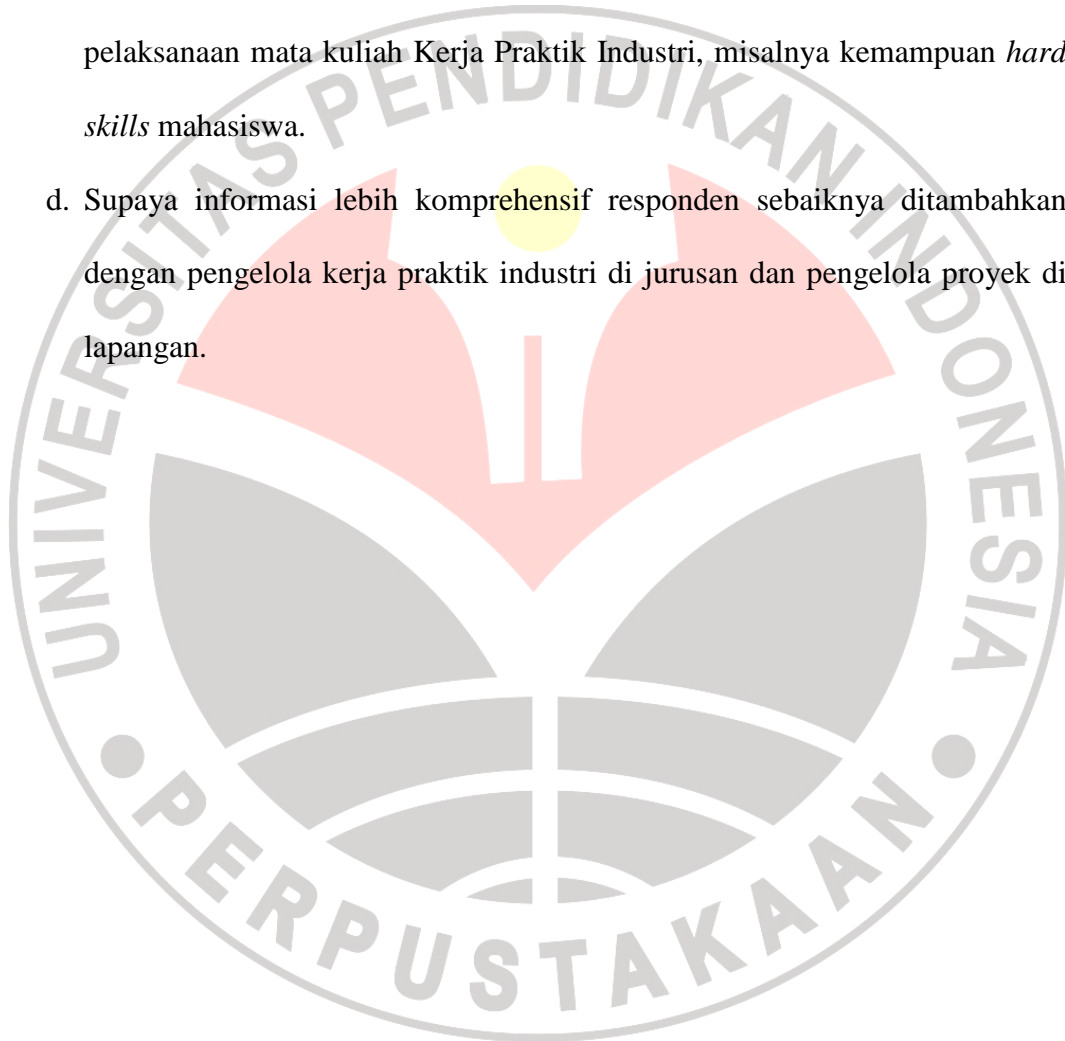 pelaksanaan mata kuliah Kerja Praktik Industri, misalnya kemampuan hard
skills mahasiswa.
d. Supaya informasi lebih komprehensif responden sebaiknya ditambahkan
dengan pengelola kerja praktik industri di jurusan dan pengelola proyek di
lapangan.
UNIVERSITAS PENDIDIKAN INDONESIA
PERPUSTAKAAN